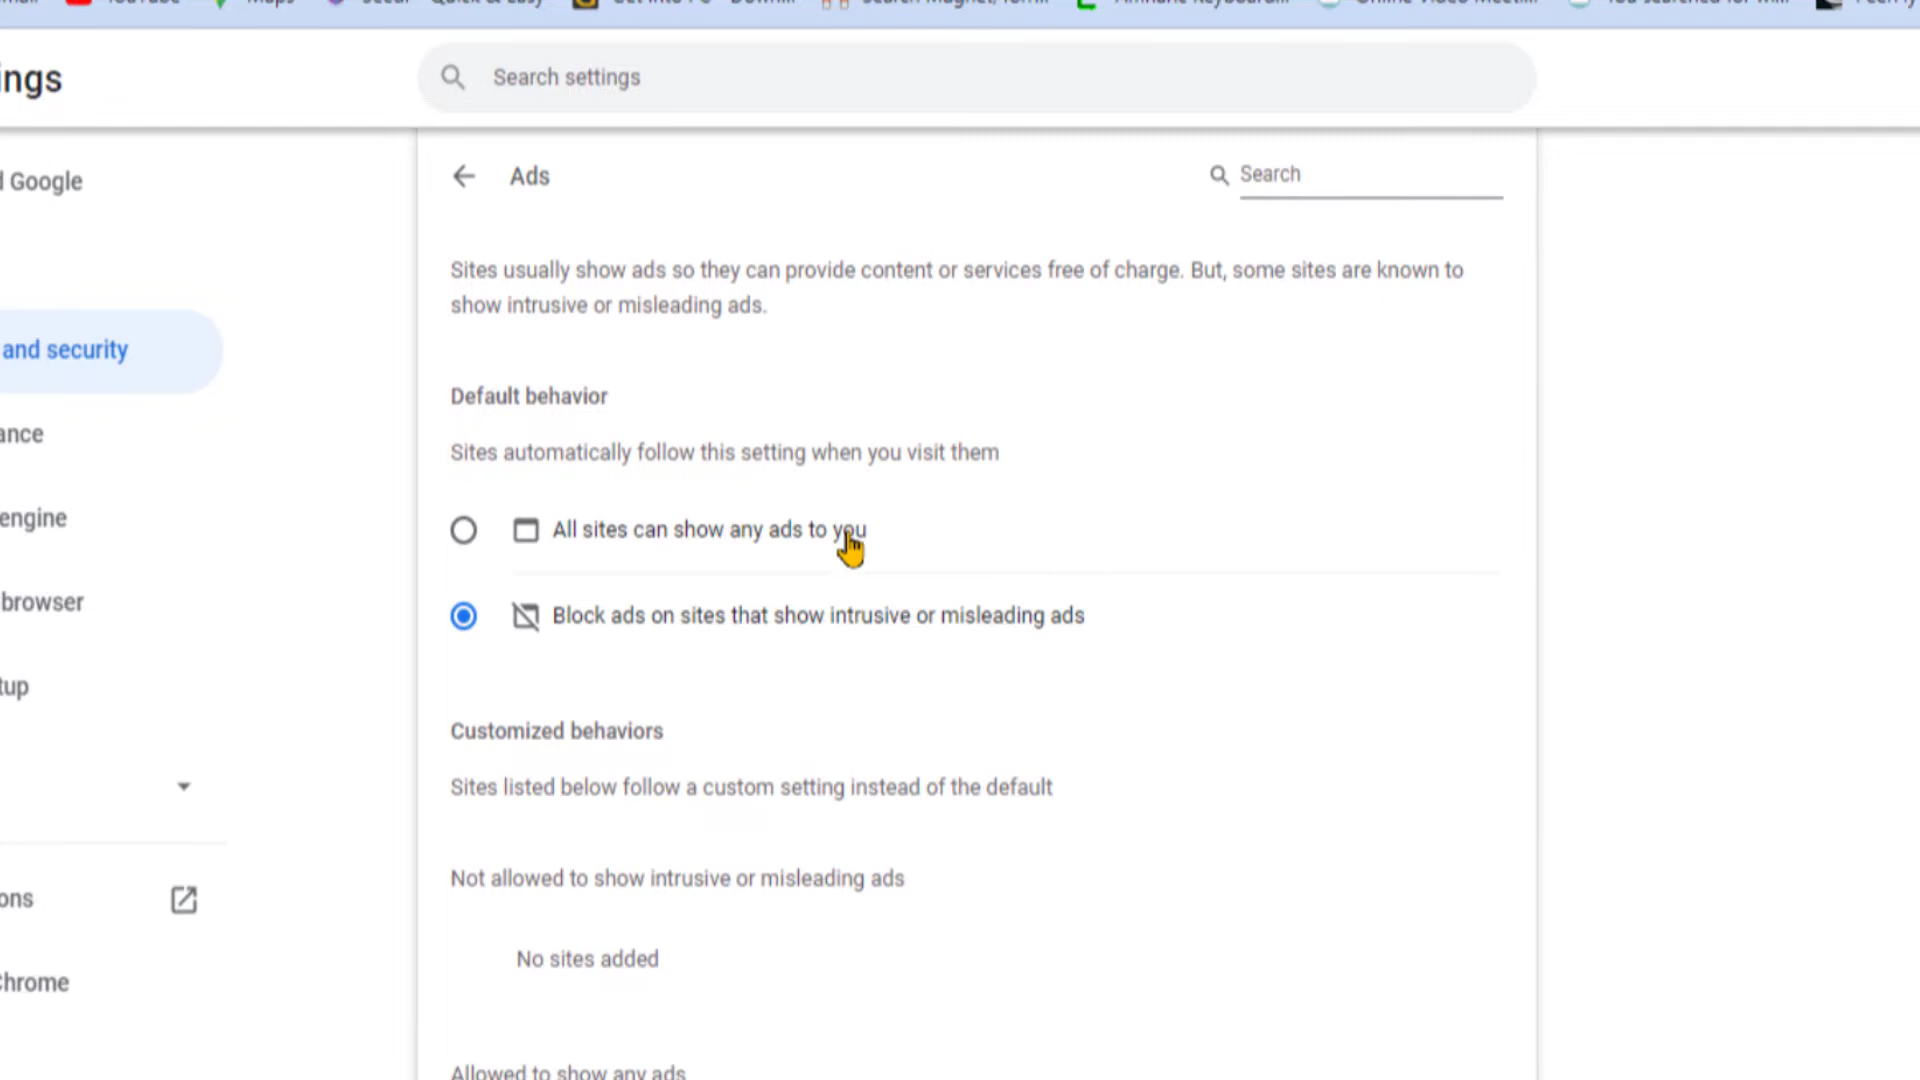 ings
Search settings
d Google
and security
ance
engine
browser
tup
ons
Chrome
Ads
Search
Sites usually show ads so they can provide content or services free of charge. But, some sites are known to
show intrusive or misleading ads.
Default behavior
Sites automatically follow this setting when you visit them
All sites can show any ads to you
Block ads on sites that show intrusive or misleading ads
Customized behaviors
Sites listed below follow a custom setting instead of the default
Not allowed to show intrusive or misleading ads
No sites added
Allowed to show any ads